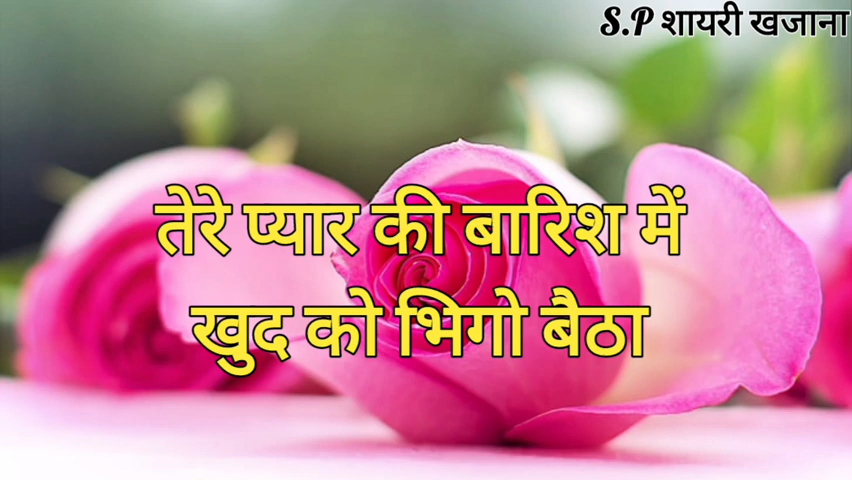 S.P शायरी खजाना
तेरे प्यार की बारिश में
खुद को भिगो बैठा